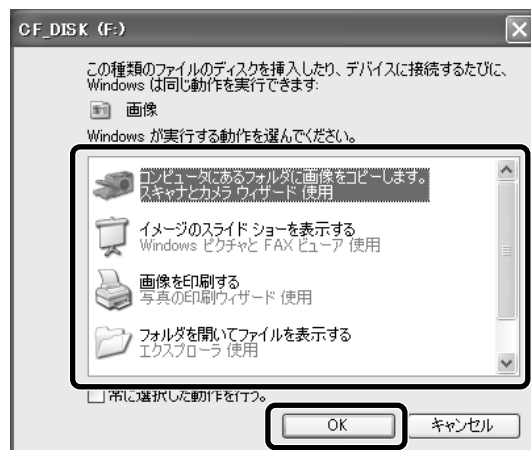 CF_DISK (F:)
この種類のファイルのディスクを挿入したり、デバイスに接続するたびに、
Windows は同じ動作を実行できます:
画像
Windows が実行する動作を選んでください。
コンピュータにあるフォルダに画像をコピーします。
スキャナとカメラ ウィザード 使用
イメージのスライド ショーを表示する
Windows ピクチャと FAX ビューア 使用
画像を印刷する
写真の印刷ウィザード 使用
フォルダを開いてファイルを表示する
エクスプローラ 使用
常に選択した動作を行う。
OK
キャンセル